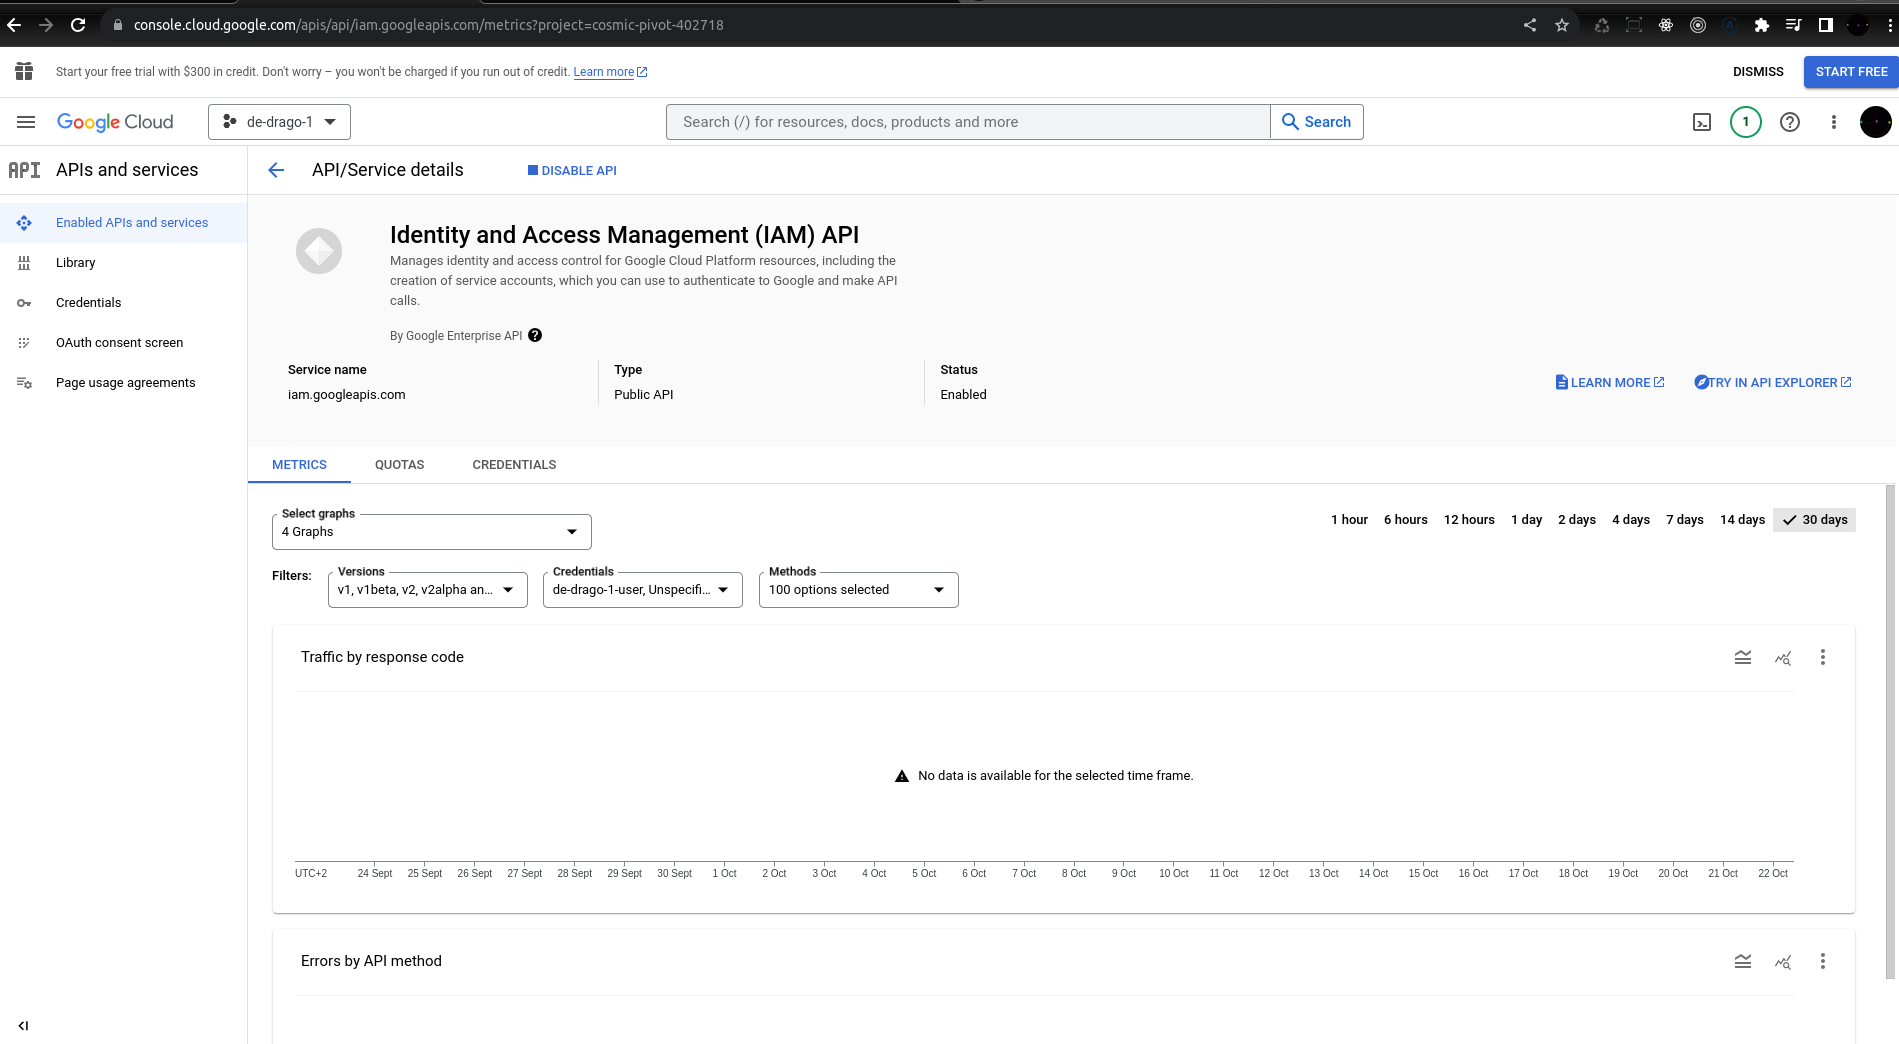 console.cloud.google.com/apis/api/iam.googleapis.com/metrics?project=cosmic-pivot-402718
Start your free trial with $300 in credit. Don't worry – you won't be charged if you run out of credit. Learn more
DISMISS
START FREE
Google Cloud
de-drago-1
Search (/) for resources, docs, products and more
Search
1
API
APIs and services
API/Service details
DISABLE API
Enabled APIs and services
Library
Credentials
OAuth consent screen
Page usage agreements
Identity and Access Management (IAM) API
Manages identity and access control for Google Cloud Platform resources, including the
creation of service accounts, which you can use to authenticate to Google and make API
calls.
By Google Enterprise API
Service name
iam.googleapis.com
Type
Public API
Status
Enabled
LEARN MORE
TRY IN API EXPLORER
METRICS
QUOTAS
CREDENTIALS
Select graphs
4 Graphs
1 hour
6 hours
12 hours
1 day
2 days
4 days
7 days
14 days
30 days
Filters:
Versions
v1, v1beta, v2, v2alpha an...
Credentials
de-drago-1-user, Unspecifi...
Methods
100 options selected
Traffic by response code
No data is available for the selected time frame.
UTC+2
24 Sept
25 Sept
26 Sept
27 Sept
28 Sept
29 Sept
30 Sept
1 Oct
2 Oct
3 Oct
4 Oct
5 Oct
6 Oct
7 Oct
8 Oct
9 Oct
10 Oct
11 Oct
12 Oct
13 Oct
14 Oct
15 Oct
16 Oct
17 Oct
18 Oct
19 Oct
20 Oct
21 Oct
22 Oct
Errors by API method